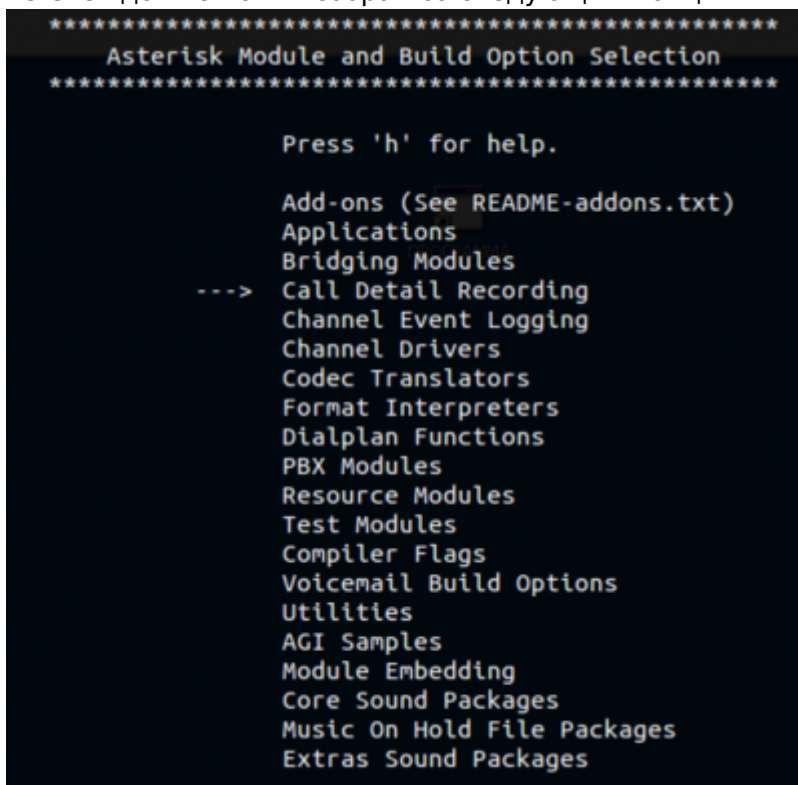 **************************************************
Asterisk Module and Build Option Selection
**************************************************
Press 'h' for help.
Add-ons (See README-addons.txt)
Applications
Bridging Modules
---> Call Detail Recording
Channel Event Logging
Channel Drivers
Codec Translators
Format Interpreters
Dialplan Functions
PBX Modules
Resource Modules
Test Modules
Compiler Flags
Voicemail Build Options
Utilities
AGI Samples
Module Embedding
Core Sound Packages
Music On Hold File Packages
Extras Sound Packages